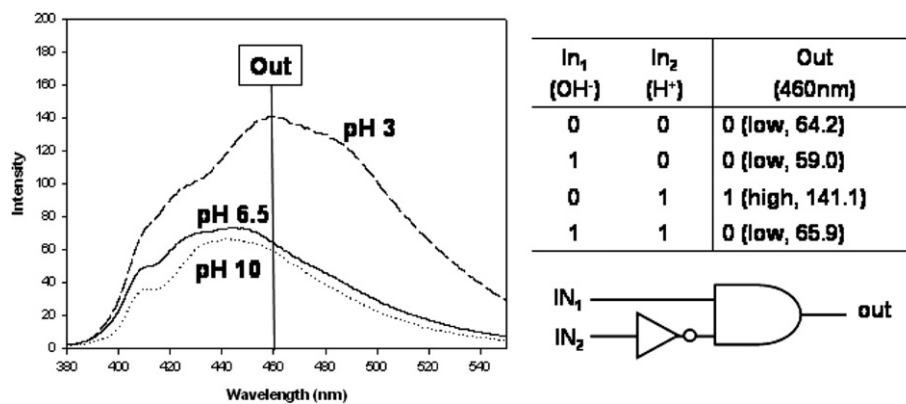 200
180
160
140
120
100
80
60
40
20
0
Intensity
Out
pH 3
pH 6.5
pH 10
380 400 420 440 460 480 500 520 540
Wavelength (nm)
In₁ In₂ Out
(OH-) (H+) (460nm)
0 0 0 (low, 64.2)
1 0 0 (low, 59.0)
0 1 1 (high, 141.1)
1 1 0 (low, 65.9)
IN₁
IN₂
out